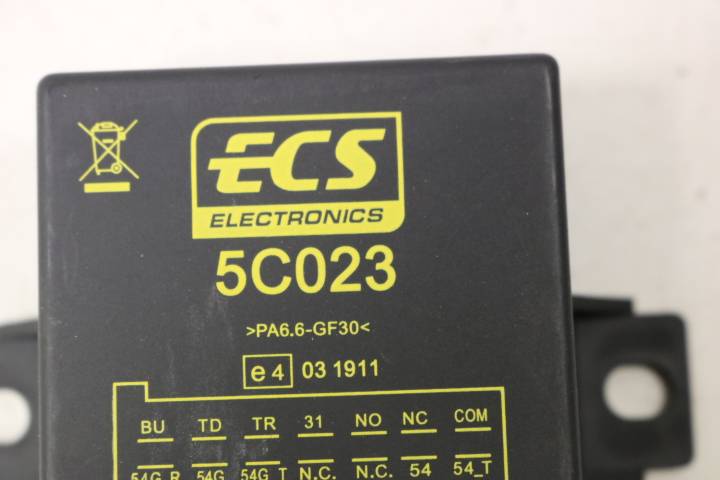 ECS
ELECTRONICS
5C023
>PA6.6-GF30<
e4 03 1911
BU TD TR 31 NO NC COM
54G_R 54G 54G_T N.C. N.C. 54 54_T